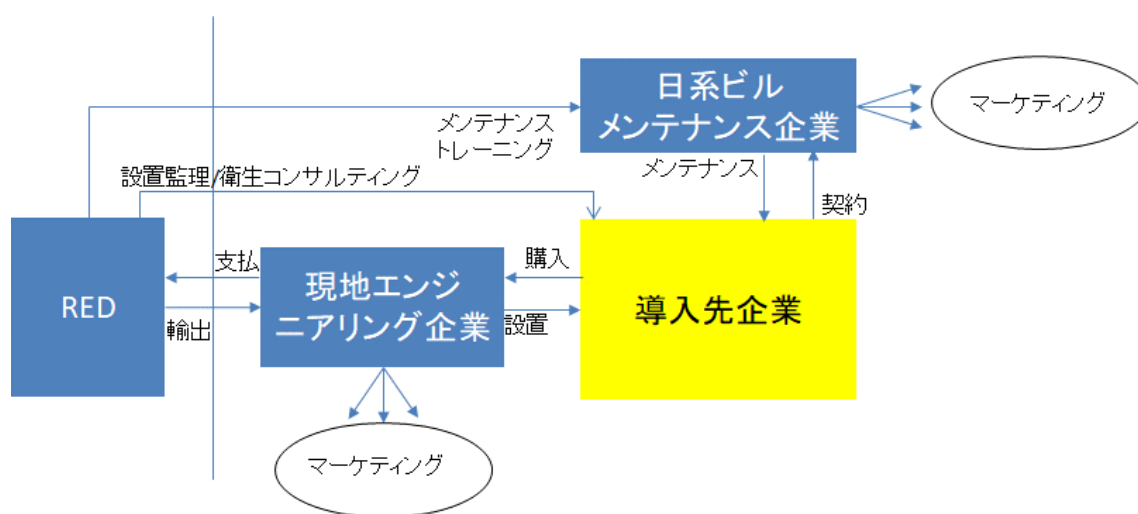 日系ビル
メンテナンス企業
マーケティング
メンテナンス
トレーニング
メンテナンス
設置監理/衛生コンサルティング
契約
RED
支払
輸出
現地エンジ
ニアリング企業
購入
設置
導入先企業
マーケティング